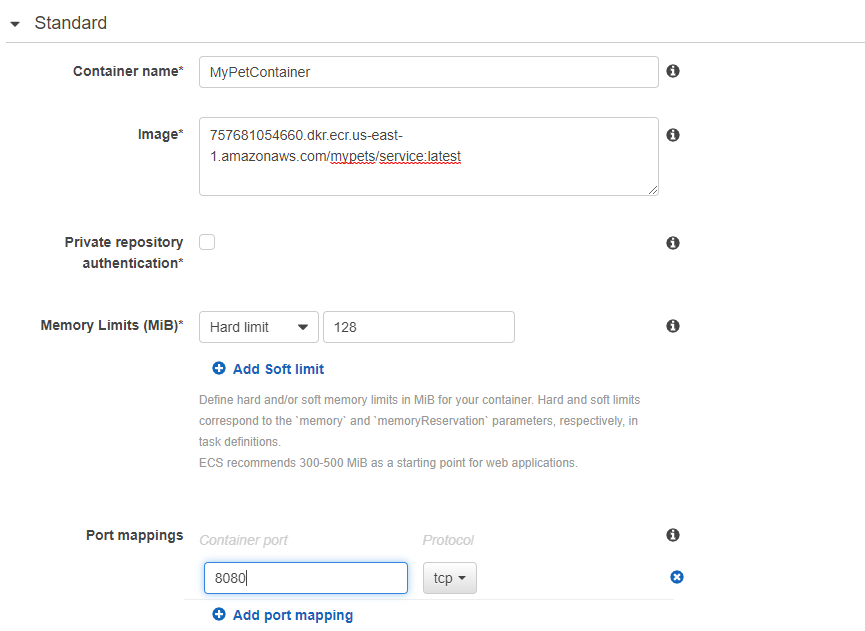 Standard
Container name*
MyPetContainer
Image*
757681054660.dkr.ecr.us-east-
1.amazonaws.com/mypets/service:latest
Private repository
authentication*
Memory Limits (MiB)*
Hard limit
128
Add Soft limit
Define hard and/or soft memory limits in MiB for your container. Hard and soft limits
correspond to the `memory` and `memoryReservation` parameters, respectively, in
task definitions.
ECS recommends 300-500 MiB as a starting point for web applications.
Port mappings
Container port
Protocol
8080
tcp
Add port mapping